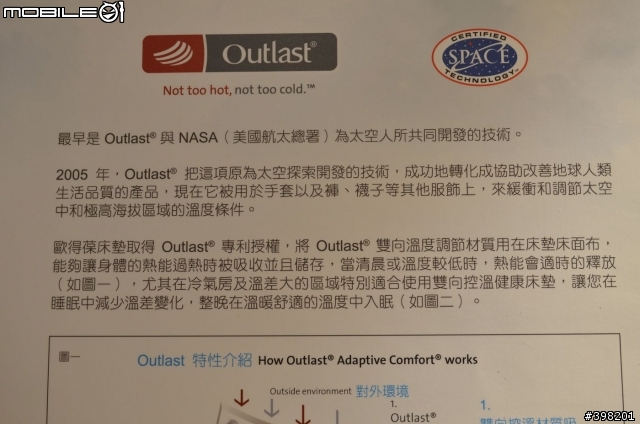 MOBILE01
Outlast®
Not too hot, not too cold.™
CERTIFIED
SPACE
TECHNOLOGY™
最早是 Outlast® 與 NASA（美國航太總署）為太空人所共同開發的技術。
2005 年，Outlast® 把這項原為太空探索開發的技術，成功地轉化成協助改善地球人類
生活品質的產品，現在它被用於手套以及褲、襪子等其他服飾上，來緩衝和調節太空
中和極高海拔區域的溫度條件。
歐得葆床墊取得 Outlast® 專利授權，將 Outlast® 雙向溫度調節材質用在床墊床面布，
能夠讓身體的熱能過熱時被吸收並且儲存，當清晨或溫度較低時，熱能會適時的釋放
（如圖一），尤其在冷氣房及溫差大的區域特別適合使用雙向控溫健康床墊，讓您在
睡眠中減少溫差變化，整晚在溫暖舒適的溫度中入眠（如圖二）。
圖一
Outlast 特性介紹 How Outlast® Adaptive Comfort® works
Outside environment 對外環境
1.
Outlast®
1.
雙向控溫材質吸
#398201